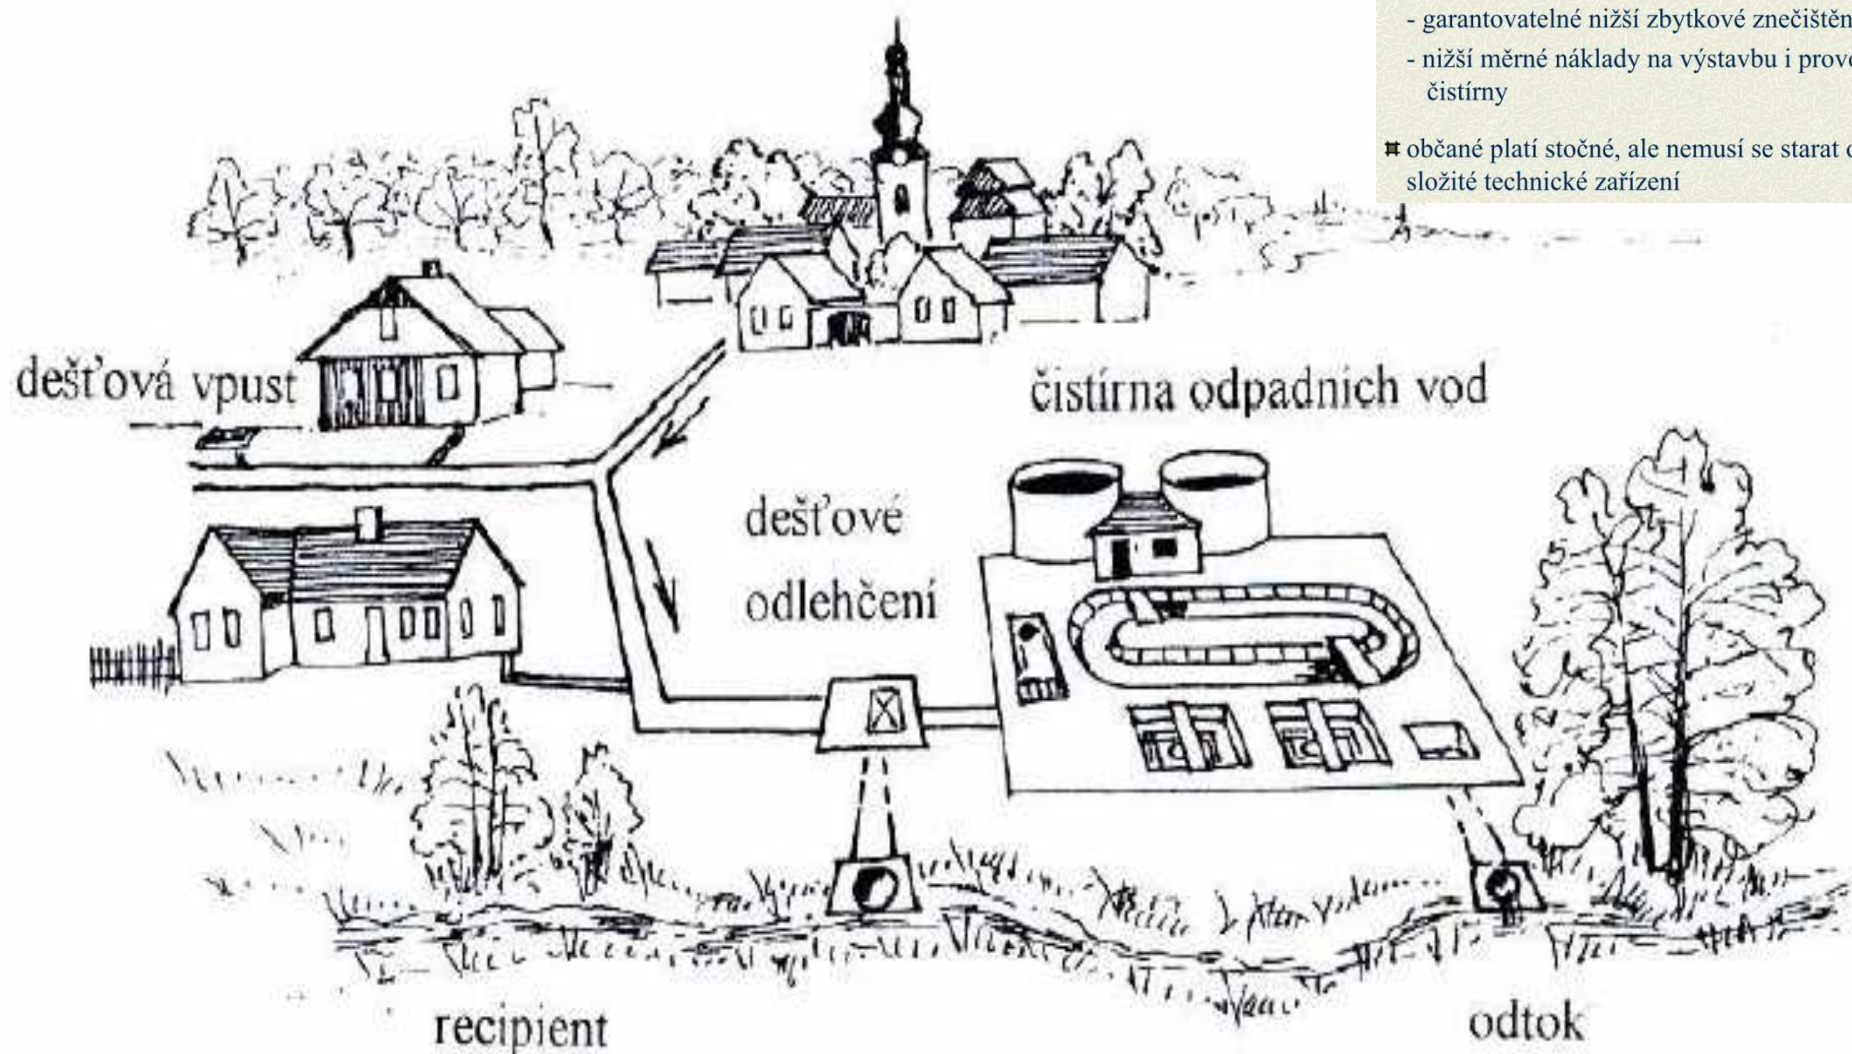 - garantovatelné nižší zbytkové znečištěn
- nižší měrné náklady na výstavbu i prov
čistírny
⌗ občané platí stočné, ale nemusí se starat o
složité technické zařízení
dešťová vpust
čistírna odpadních vod
dešťové
odlehčení
recipient
odtok